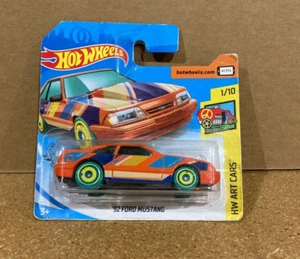 Hot Wheels
hotwheels.com
1/10
HW ART CARS
'92 FORD MUSTANG
3+